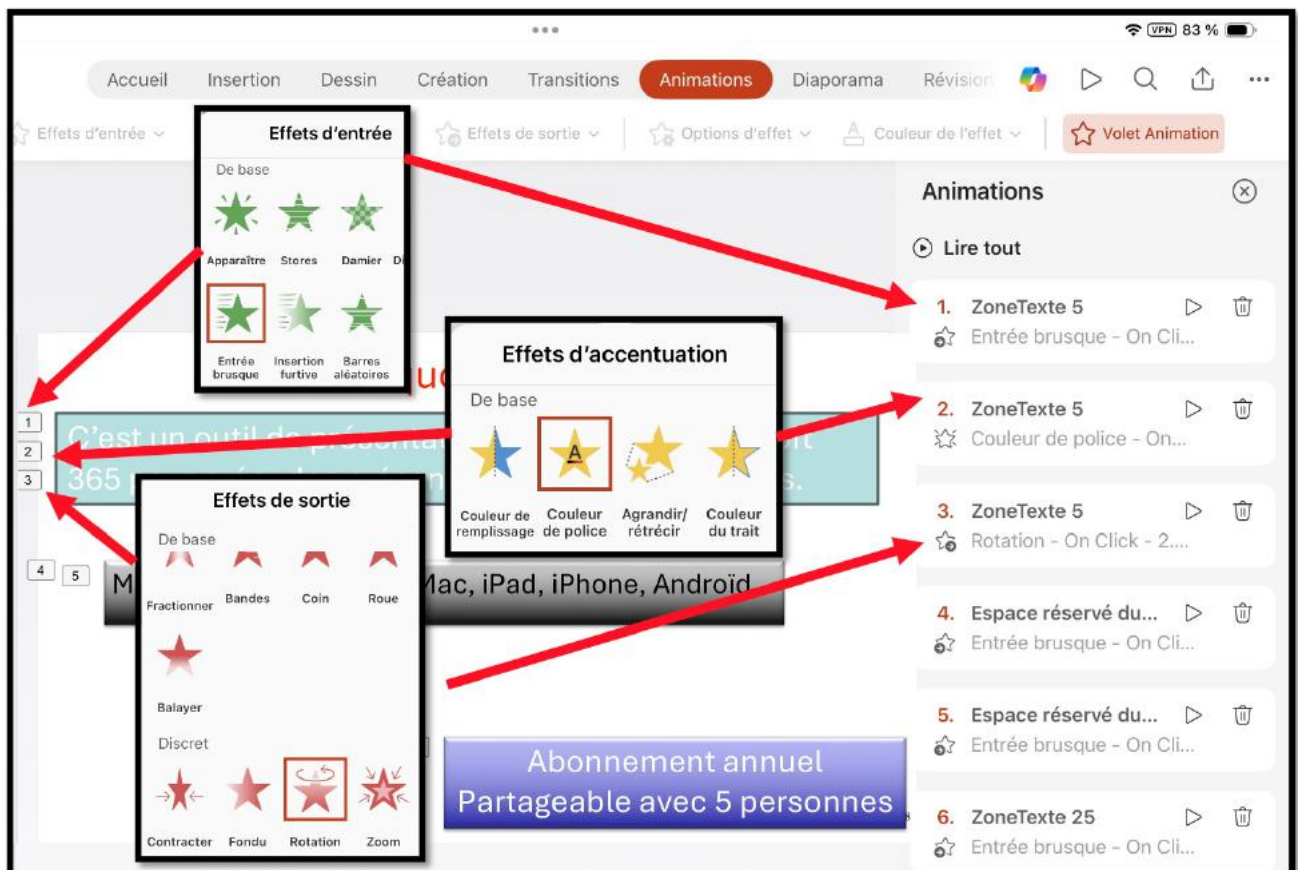 VPN 83 %
Accueil Insertion Dessin Création Transitions Animations Diaporama Révision
Effets d'entrée Effets de sortie Options d'effet Couleur de l'effet Volet Animation
Effets d'entrée
De base
Apparaître Stores Damier Di
Entrée brusque Insertion furtive Barres aléatoires
Effets d'accentuation
De base
Couleur de remplissage Couleur de police Agrandir/ rétrécir Couleur du trait
1
2
3
C'est un outil de
365
4 5
M Mac, iPad, iPhone, Androïd
Effets de sortie
De base
Fractionner Bandes Coin Roue
Balayer
Discret
Contracter Fondu Rotation Zoom
Abonnement annuel
Partageable avec 5 personnes
Animations
Lire tout
1. ZoneTexte 5
Entrée brusque - On Cli...
2. ZoneTexte 5
Couleur de police - On...
3. ZoneTexte 5
Rotation - On Click - 2....
4. Espace réservé du...
Entrée brusque - On Cli...
5. Espace réservé du...
Entrée brusque - On Cli...
6. ZoneTexte 25
Entrée brusque - On Cli...